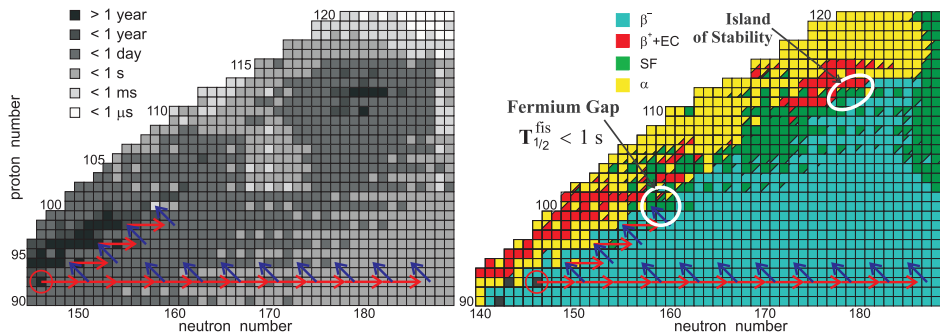 > 1 year
< 1 year
< 1 day
< 1 s
< 1 ms
< 1 μs
120
115
110
105
100
95
90
proton number
150
160
170
180
neutron number
β⁻
β⁺+EC
SF
α
Island
of Stability
Fermium Gap
T₁/₂ᶠⁱˢ < 1 s
120
110
100
90
140
150
160
170
180
neutron number